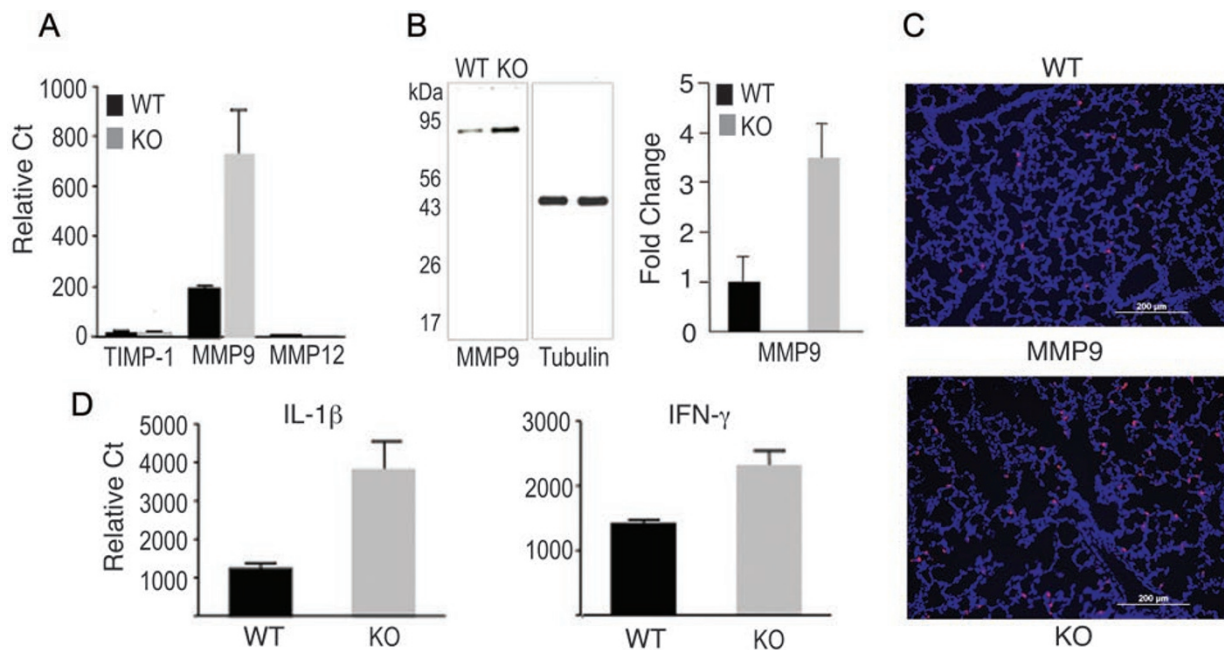 A
1000
800
600
400
200
0
Relative Ct
WT
KO
TIMP-1 MMP9 MMP12
B
WT KO
kDa
95
56
43
26
17
MMP9 Tubulin
5
4
3
2
1
0
Fold Change
WT
KO
MMP9
C
WT
200 µm
MMP9
200 µm
KO
D
IL-1β
5000
4000
3000
2000
1000
Relative Ct
WT KO
IFN-γ
3000
2000
1000
WT KO